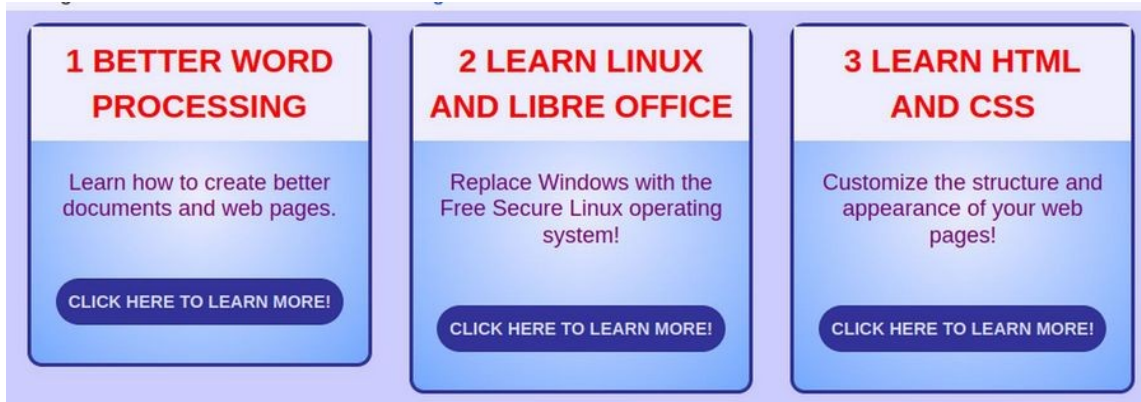 1 BETTER WORD
PROCESSING
Learn how to create better
documents and web pages.
CLICK HERE TO LEARN MORE!
2 LEARN LINUX
AND LIBRE OFFICE
Replace Windows with the
Free Secure Linux operating
system!
CLICK HERE TO LEARN MORE!
3 LEARN HTML
AND CSS
Customize the structure and
appearance of your web
pages!
CLICK HERE TO LEARN MORE!